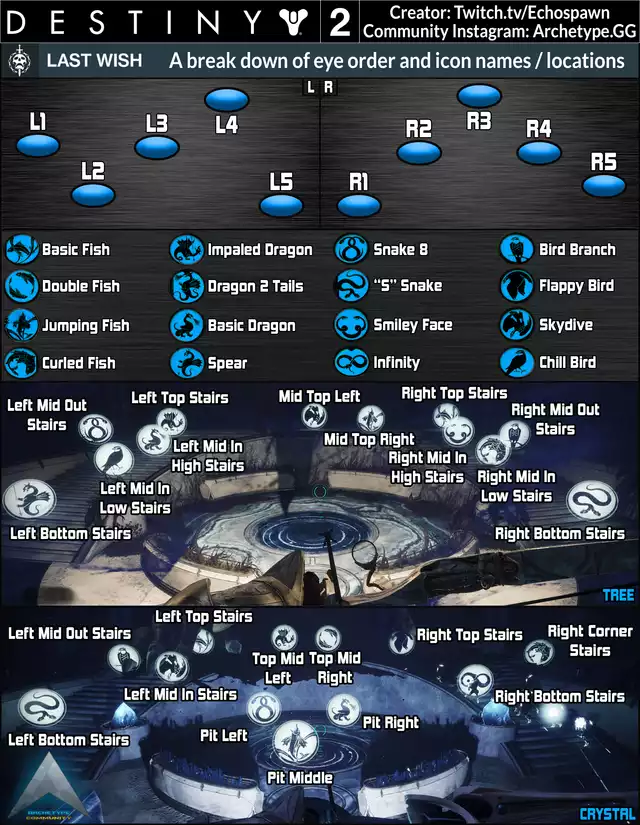 DESTINY 2
Creator: Twitch.tv/Echospawn
Community Instagram: Archetype.GG
LAST WISH
A break down of eye order and icon names / locations
L R
L1
L2
L3
L4
L5
R1
R2
R3
R4
R5
Basic Fish
Impaled Dragon
Snake 8
Bird Branch
Double Fish
Dragon 2 Tails
“S” Snake
Flappy Bird
Jumping Fish
Basic Dragon
Smiley Face
Skydive
Curled Fish
Spear
Infinity
Chill Bird
Left Mid Out
Stairs
Left Top Stairs
Mid Top Left
Right Top Stairs
Right Mid Out
Stairs
Left Mid In
High Stairs
Mid Top Right
Right Mid In
High Stairs
Left Mid In
Low Stairs
Right Mid In
Low Stairs
Left Bottom Stairs
Right Bottom Stairs
TREE
Left Top Stairs
Left Mid Out Stairs
Top Mid
Left
Top Mid
Right
Right Top Stairs
Right Corner
Stairs
Left Mid In Stairs
Right Bottom Stairs
Left Bottom Stairs
Pit Left
Pit Right
Pit Middle
ARCHETYPE
COMMUNITY
CRYSTAL